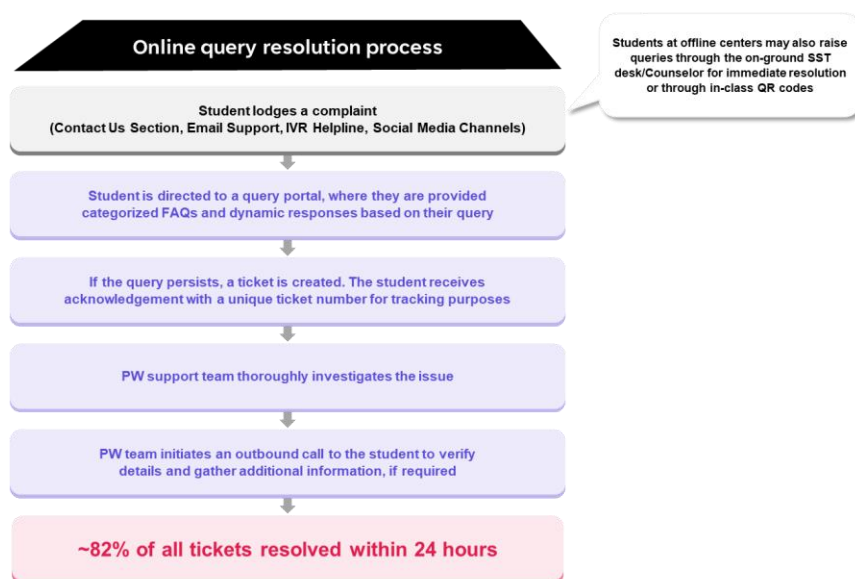 Online query resolution process
Students at offline centers may also raise
queries through the on-ground SST
desk/Counselor for immediate resolution
or through in-class QR codes
Student lodges a complaint
(Contact Us Section, Email Support, IVR Helpline, Social Media Channels)
Student is directed to a query portal, where they are provided
categorized FAQs and dynamic responses based on their query
If the query persists, a ticket is created. The student receives
acknowledgement with a unique ticket number for tracking purposes
PW support team thoroughly investigates the issue
PW team initiates an outbound call to the student to verify
details and gather additional information, if required
~82% of all tickets resolved within 24 hours